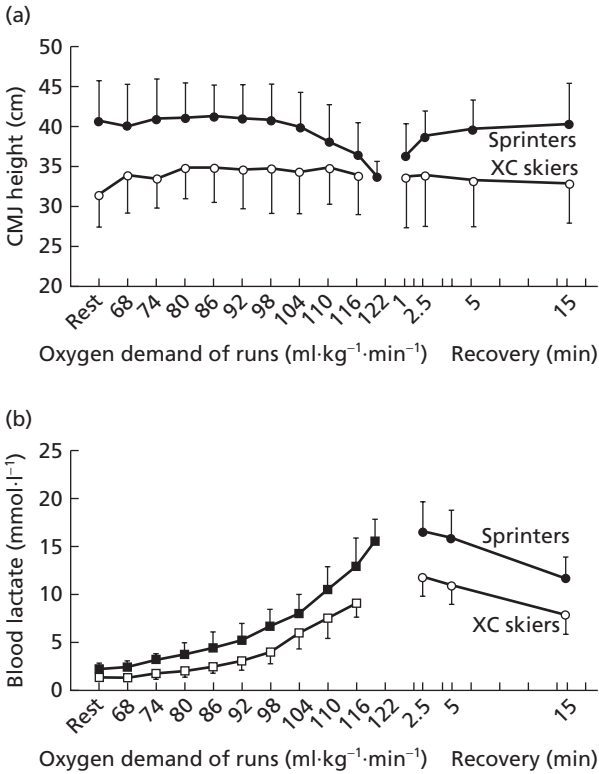 (a)
CMJ height (cm)
50
45
40
35
30
25
20
Sprinters
XC skiers
Rest 68 74 80 86 92 98 104 110 116 122 1 2.5 5 15
Oxygen demand of runs (ml·kg⁻¹·min⁻¹) Recovery (min)
(b)
Blood lactate (mmol·l⁻¹)
25
20
15
10
5
0
Sprinters
XC skiers
Rest 68 74 80 86 92 98 104 110 116 122 2.5 5 15
Oxygen demand of runs (ml·kg⁻¹·min⁻¹) Recovery (min)